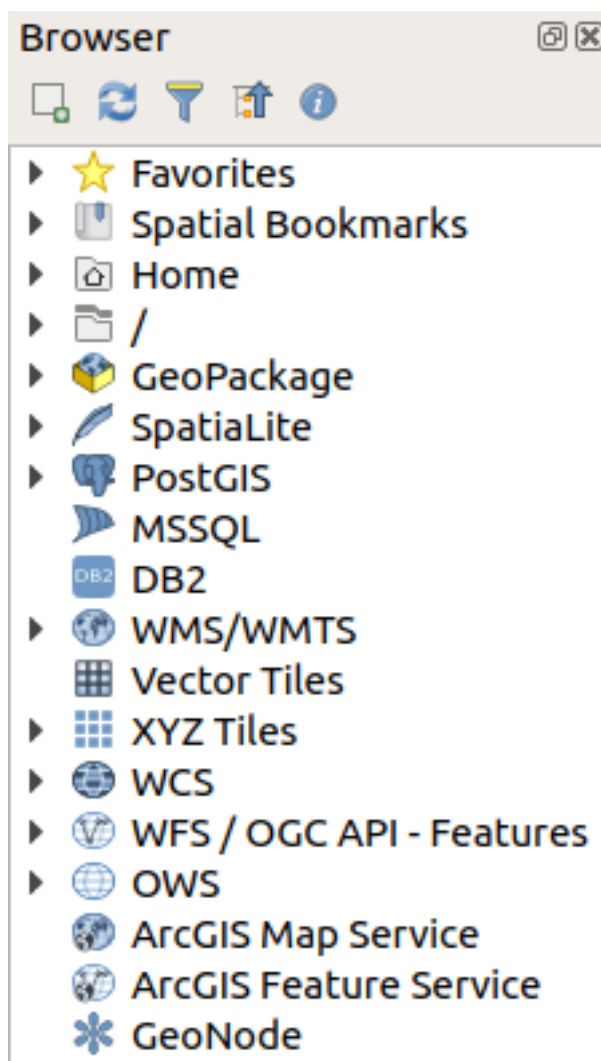 Browser
Favorites
Spatial Bookmarks
Home
/
GeoPackage
SpatiaLite
PostGIS
MSSQL
DB2 DB2
WMS/WMTS
Vector Tiles
XYZ Tiles
WCS
WFS / OGC API - Features
OWS
ArcGIS Map Service
ArcGIS Feature Service
GeoNode